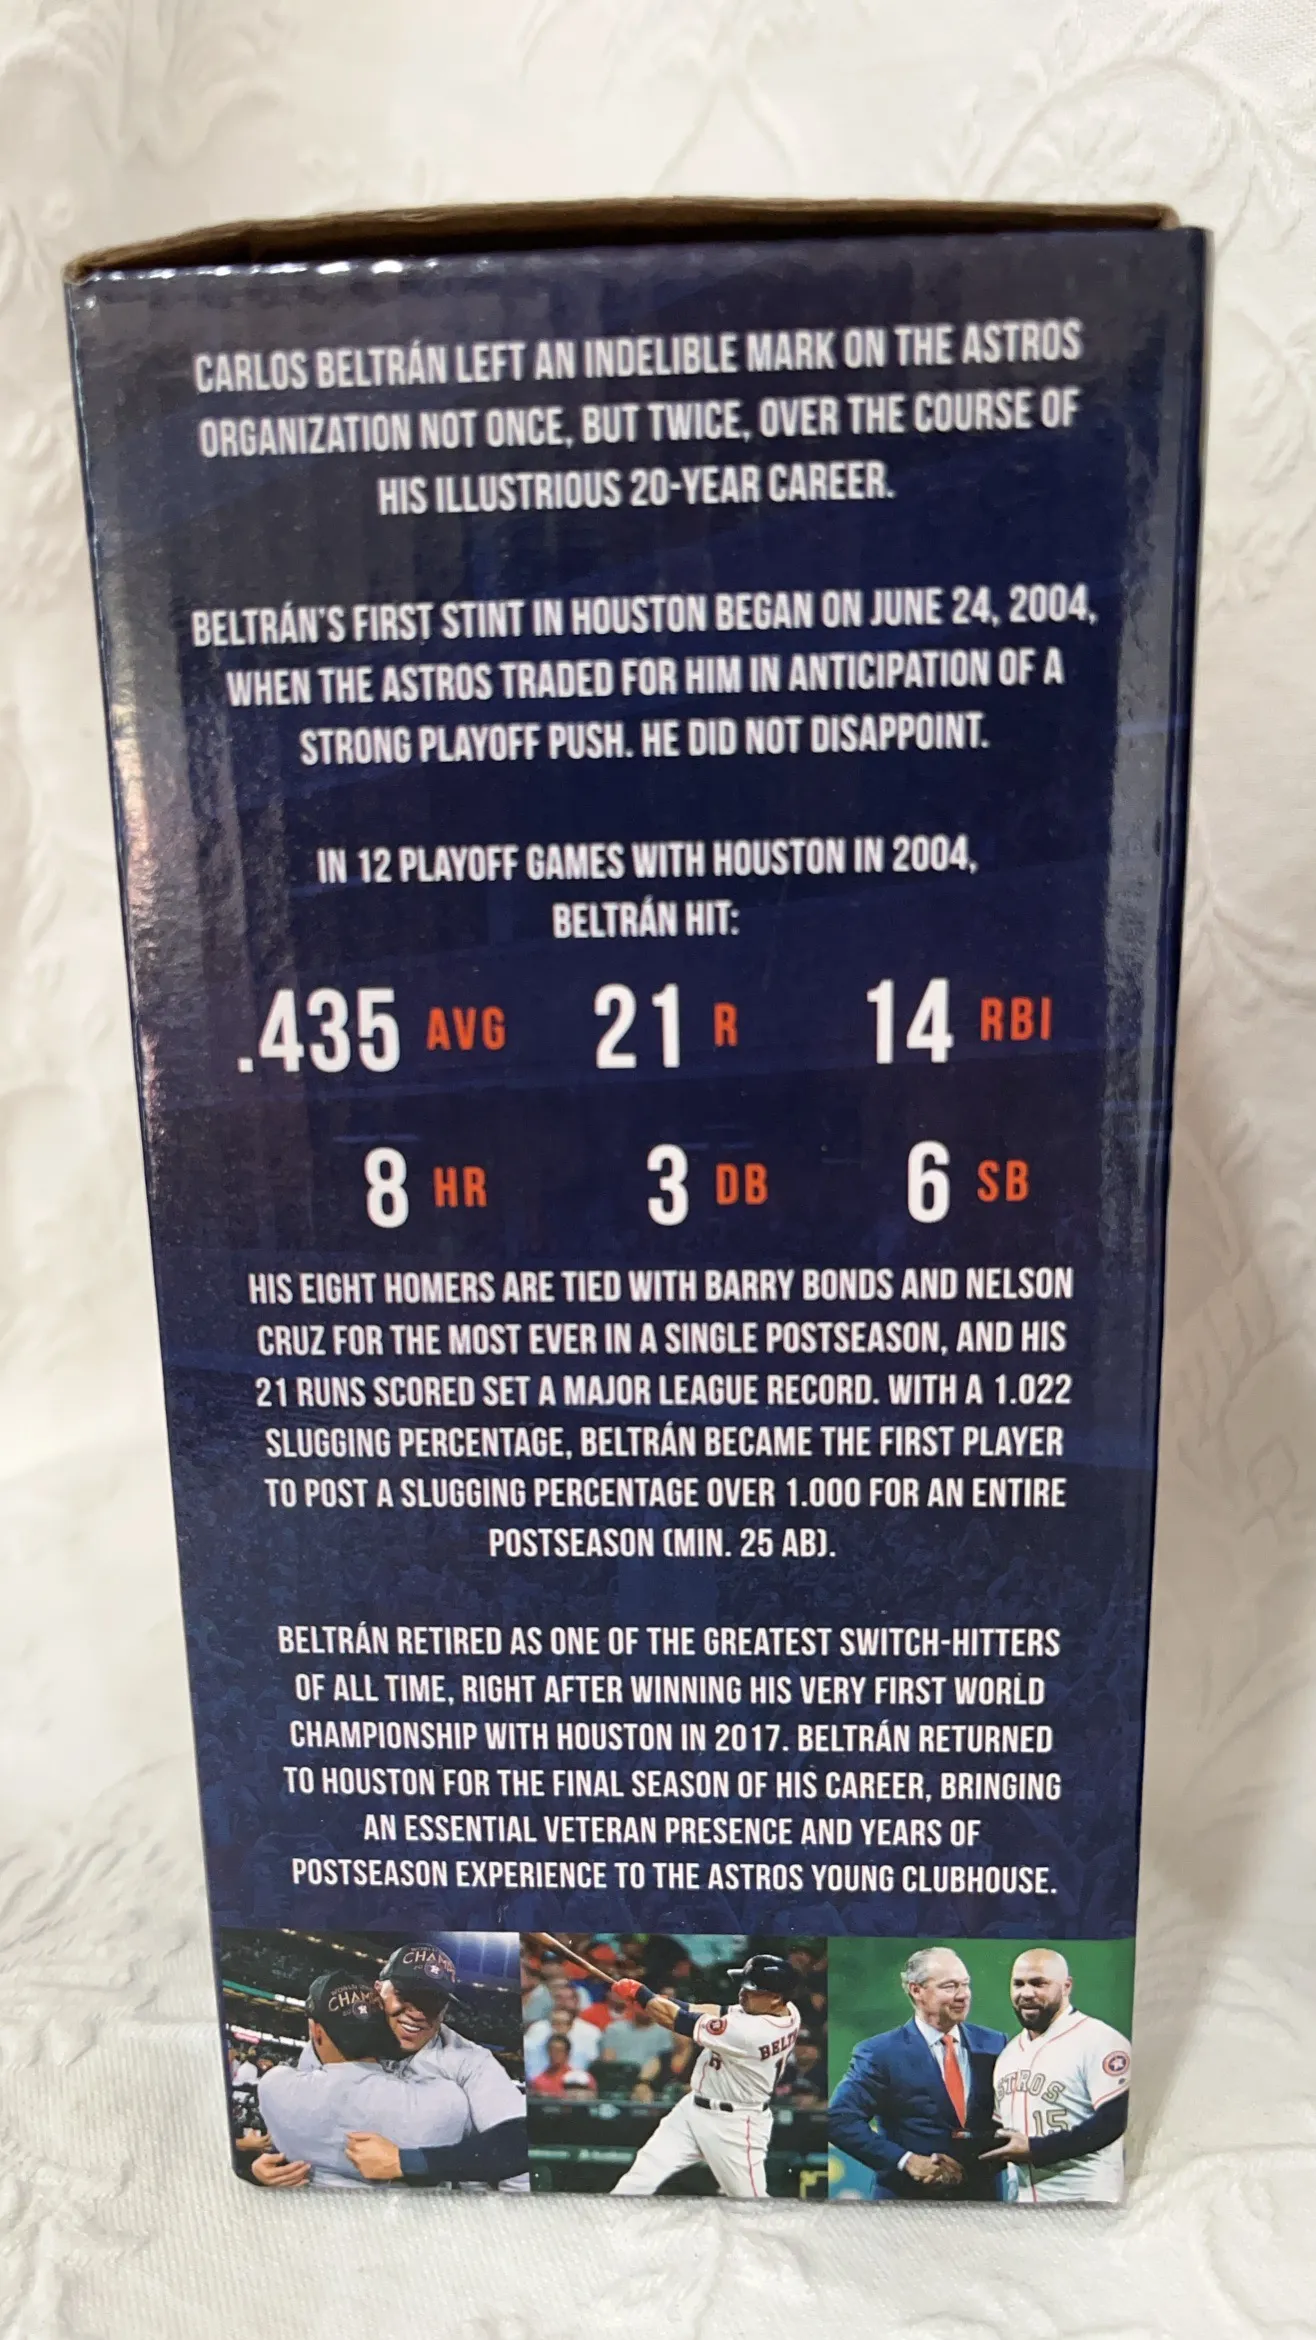 CARLOS BELTRÁN LEFT AN INDELIBLE MARK ON THE ASTROS
ORGANIZATION NOT ONCE, BUT TWICE, OVER THE COURSE OF
HIS ILLUSTRIOUS 20-YEAR CAREER.
BELTRÁN'S FIRST STINT IN HOUSTON BEGAN ON JUNE 24, 2004,
WHEN THE ASTROS TRADED FOR HIM IN ANTICIPATION OF A
STRONG PLAYOFF PUSH. HE DID NOT DISAPPOINT.
IN 12 PLAYOFF GAMES WITH HOUSTON IN 2004,
BELTRÁN HIT:
.435 AVG 21 R 14 RBI
8 HR 3 DB 6 SB
HIS EIGHT HOMERS ARE TIED WITH BARRY BONDS AND NELSON
CRUZ FOR THE MOST EVER IN A SINGLE POSTSEASON, AND HIS
21 RUNS SCORED SET A MAJOR LEAGUE RECORD. WITH A 1.022
SLUGGING PERCENTAGE, BELTRÁN BECAME THE FIRST PLAYER
TO POST A SLUGGING PERCENTAGE OVER 1.000 FOR AN ENTIRE
POSTSEASON (MIN. 25 AB).
BELTRÁN RETIRED AS ONE OF THE GREATEST SWITCH-HITTERS
OF ALL TIME, RIGHT AFTER WINNING HIS VERY FIRST WORLD
CHAMPIONSHIP WITH HOUSTON IN 2017. BELTRÁN RETURNED
TO HOUSTON FOR THE FINAL SEASON OF HIS CAREER, BRINGING
AN ESSENTIAL VETERAN PRESENCE AND YEARS OF
POSTSEASON EXPERIENCE TO THE ASTROS YOUNG CLUBHOUSE.
CHAMP
CHAM
BELT
STROS
15